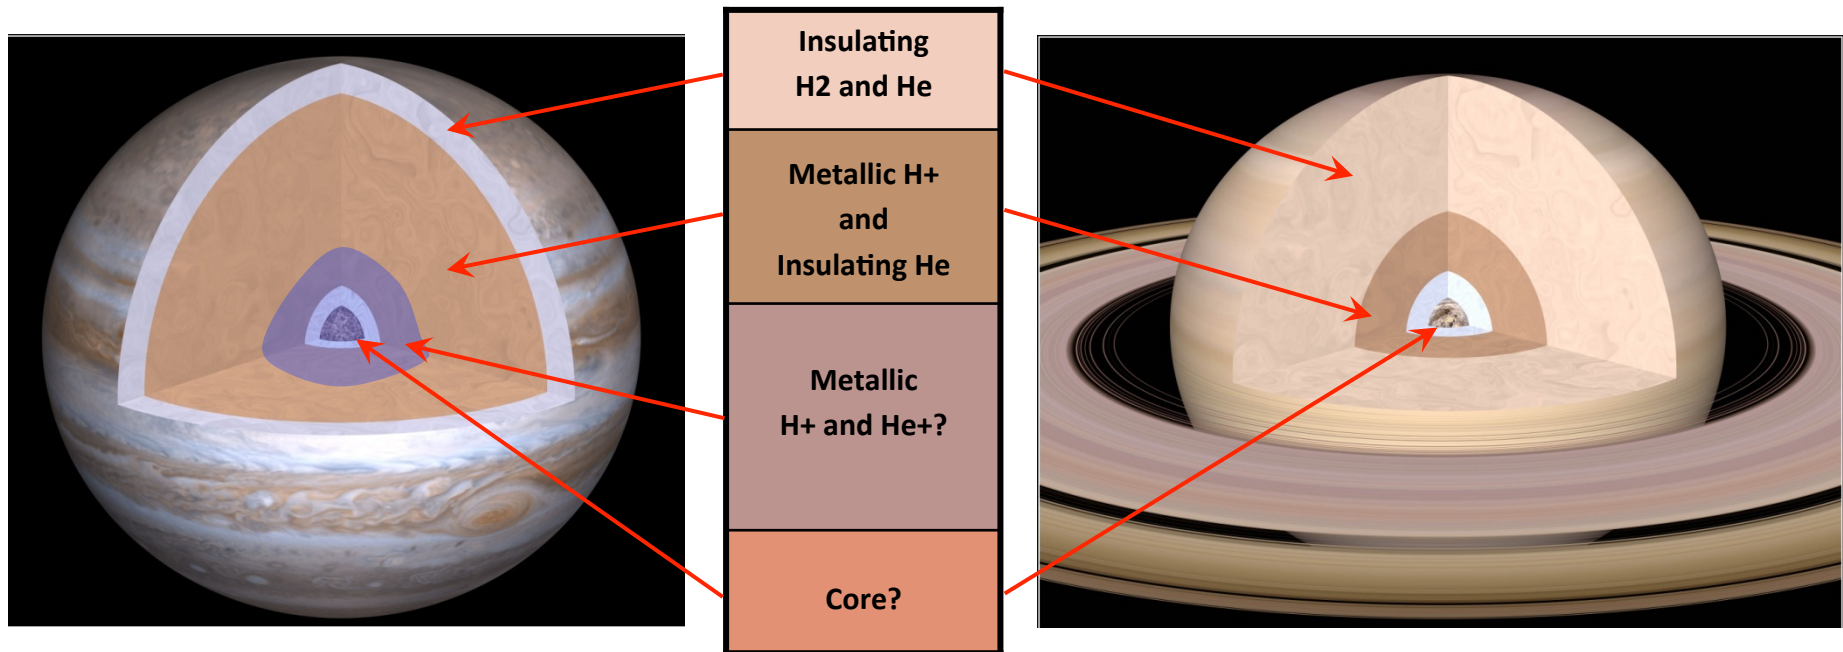 Insulating
H2 and He
Metallic H+
and
Insulating He
Metallic
H+ and He+?
Core?